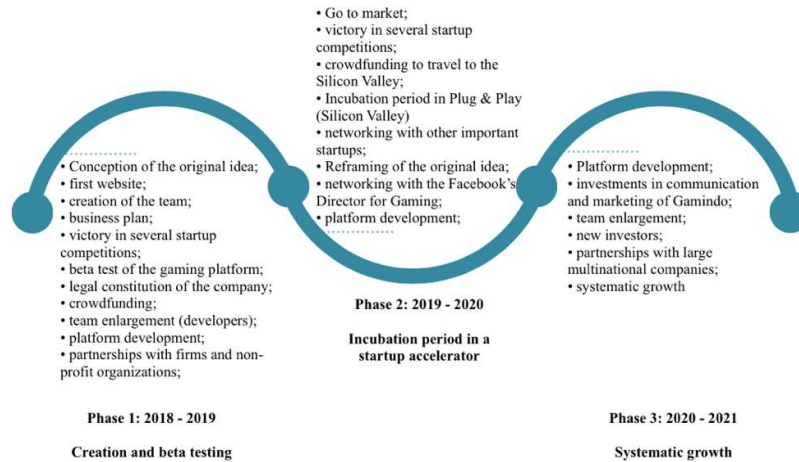 • Conception of the original idea;
• first website;
• creation of the team;
• business plan;
• victory in several startup
competitions;
• beta test of the gaming platform;
• legal constitution of the company;
• crowdfunding;
• team enlargement (developers);
• platform development;
• partnerships with firms and non-
profit organizations;
Phase 1: 2018 - 2019
Creation and beta testing
• Go to market;
• victory in several startup
competitions;
• crowdfunding to travel to the
Silicon Valley;
• Incubation period in Plug & Play
(Silicon Valley)
• networking with other important
startups;
• Reframing of the original idea;
• networking with the Facebook's
Director for Gaming;
• platform development;
Phase 2: 2019 - 2020
Incubation period in a
startup accelerator
• Platform development;
• investments in communication
and marketing of Gamindo;
• team enlargement;
• new investors;
• partnerships with large
multinational companies;
• systematic growth
Phase 3: 2020 - 2021
Systematic growth